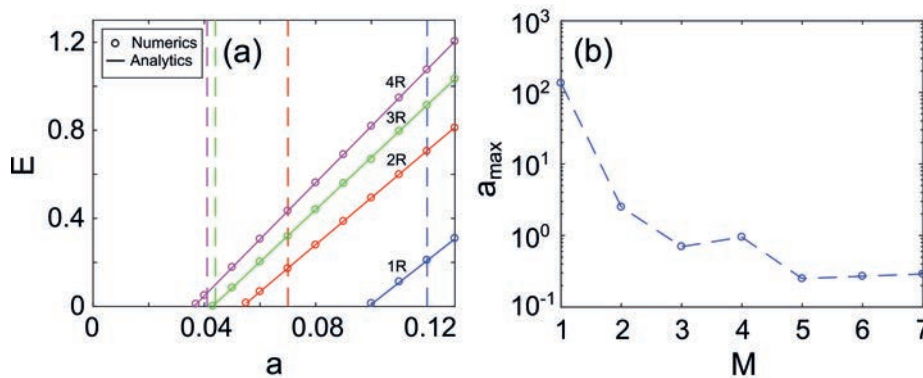 1.2
0.8
0.4
0
E
Numerics
Analytics
(a)
4R
3R
2R
1R
0
0.04
0.08
0.12
a
(b)
10³
10²
10¹
10⁰
10⁻¹
a_max
1
2
3
4
5
6
7
M